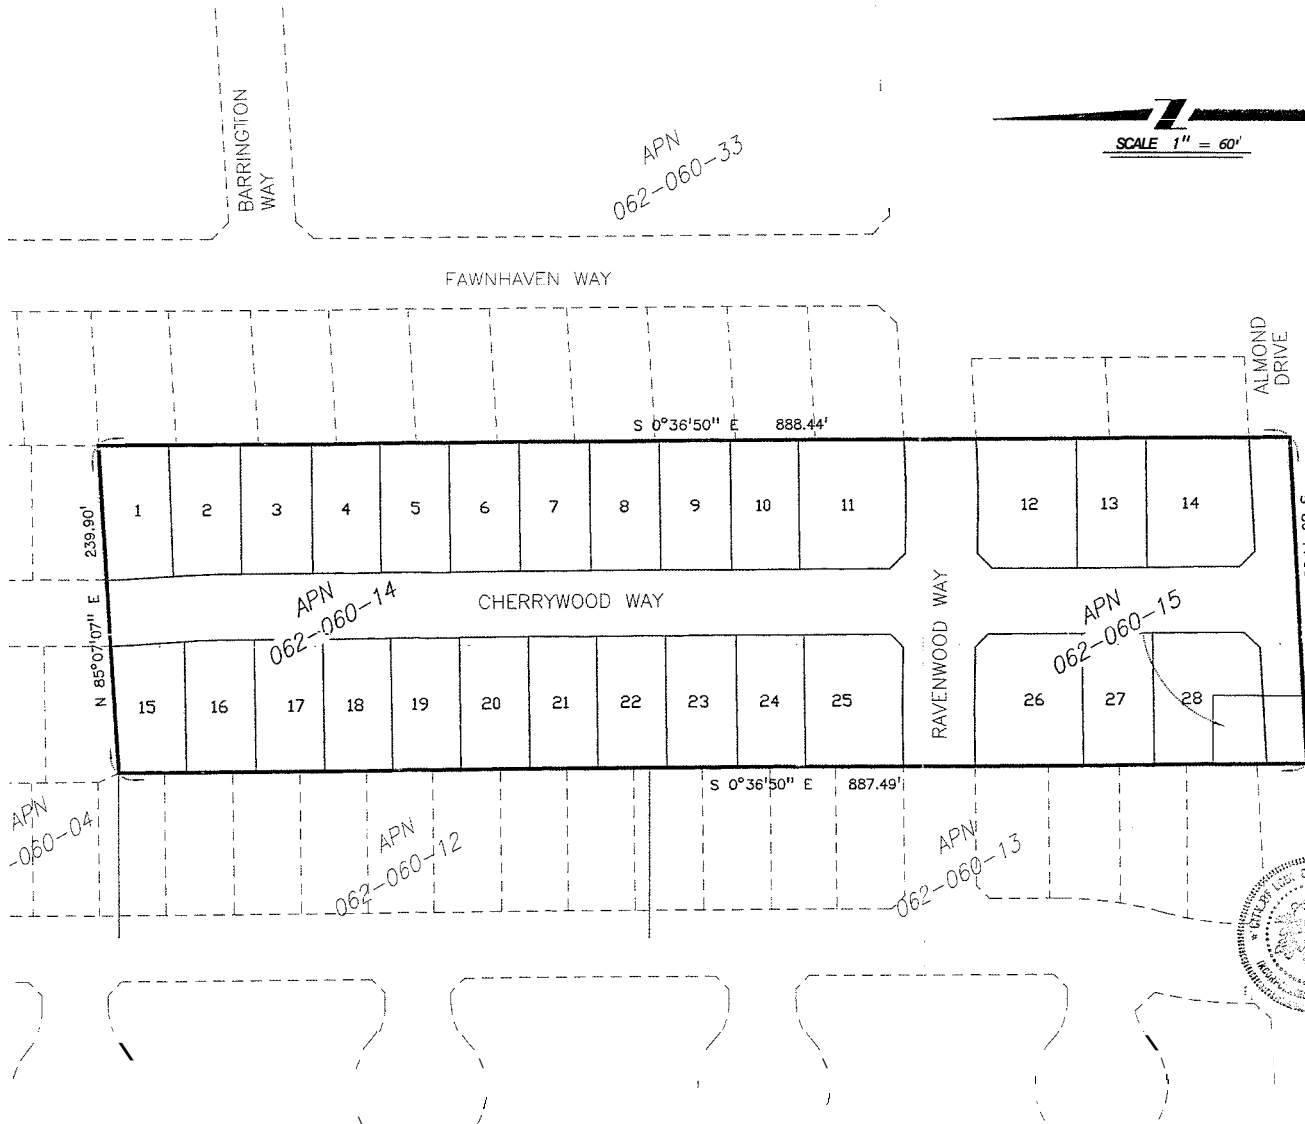 BARRINGTON
WAY
APN
062-060-33
SCALE 1" = 60'
FAWNHAVEN WAY
ALMOND
DRIVE
S 0°36'50" E 888.44'
239.90'
N 85°07'07" E
1
2
3
4
5
6
7
8
9
10
11
12
13
14
APN
062-060-14
CHERRYWOOD WAY
RAVENWOOD WAY
APN
062-060-15
15
16
17
18
19
20
21
22
23
24
25
26
27
28
S 0°36'50" E 887.49'
APN
-060-04
APN
062-060-12
APN
062-060-13